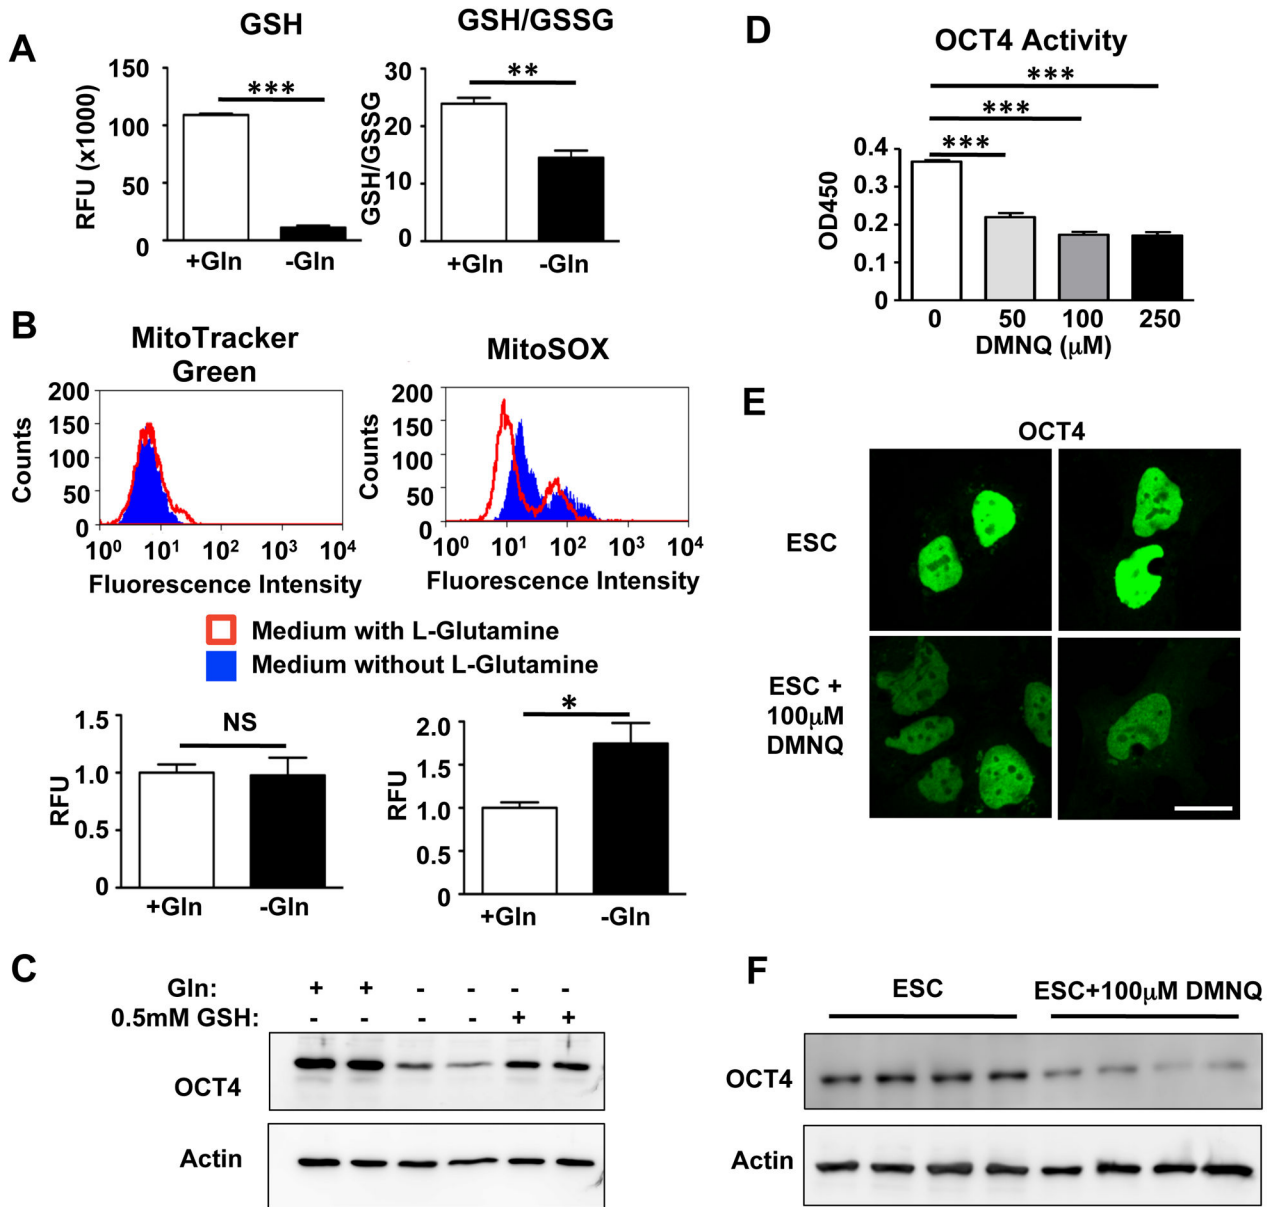 A
GSH
150
100
50
0
RFU (x1000)
***
+Gln
-Gln
GSH/GSSG
30
20
10
0
GSH/GSSG
**
+Gln
-Gln
B
MitoTracker
Green
200
150
100
50
0
Counts
10⁰ 10¹ 10² 10³ 10⁴
Fluorescence Intensity
MitoSOX
200
150
100
50
0
Counts
10⁰ 10¹ 10² 10³ 10⁴
Fluorescence Intensity
Medium with L-Glutamine
Medium without L-Glutamine
1.5
1.0
0.5
0
RFU
NS
+Gln
-Gln
2.0
1.5
1.0
0.5
0
RFU
*
+Gln
-Gln
C
Gln: + + - - - -
0.5mM GSH: - - - - + +
OCT4
Actin
D
OCT4 Activity
***
***
***
0.4
0.3
0.2
0.1
0
OD450
0 50 100 250
DMNQ (μM)
E
OCT4
ESC
ESC +
100μM
DMNQ
F
ESC
ESC+100μM DMNQ
OCT4
Actin